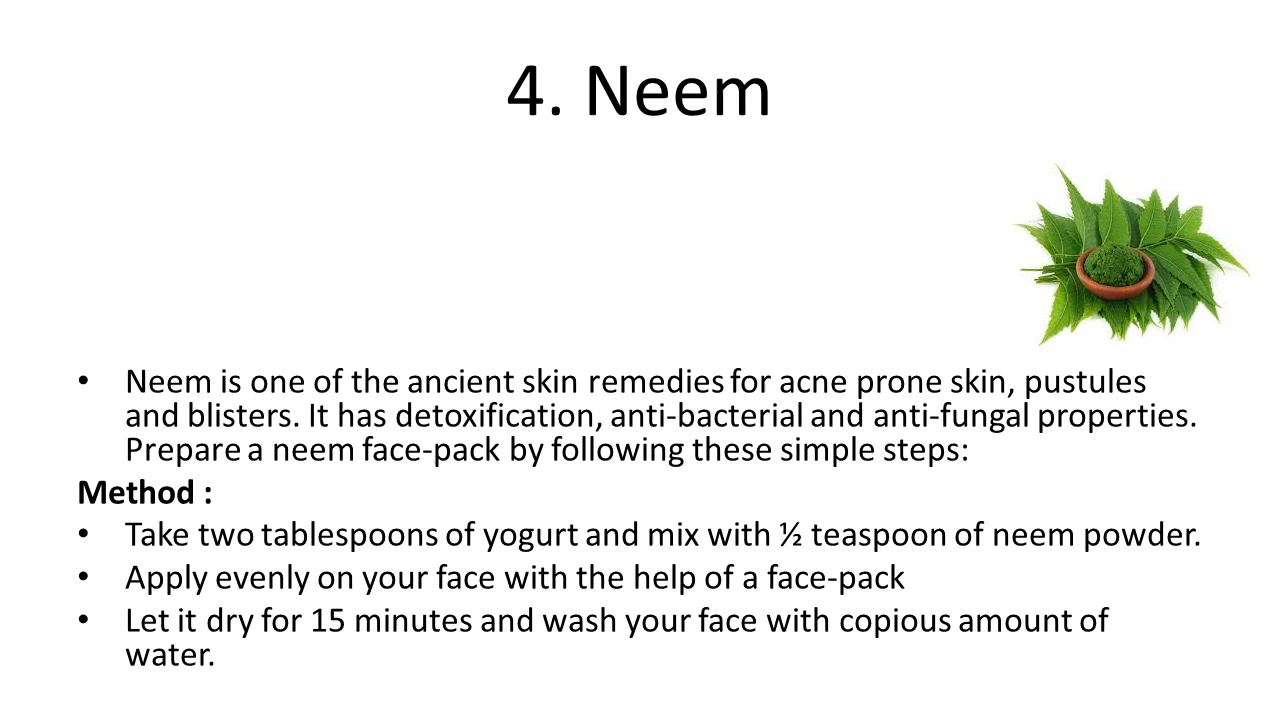 4. Neem
• Neem is one of the ancient skin remedies for acne prone skin, pustules
and blisters. It has detoxification, anti-bacterial and anti-fungal properties.
Prepare a neem face-pack by following these simple steps:
Method :
• Take two tablespoons of yogurt and mix with ½ teaspoon of neem powder.
• Apply evenly on your face with the help of a face-pack
• Let it dry for 15 minutes and wash your face with copious amount of
water.